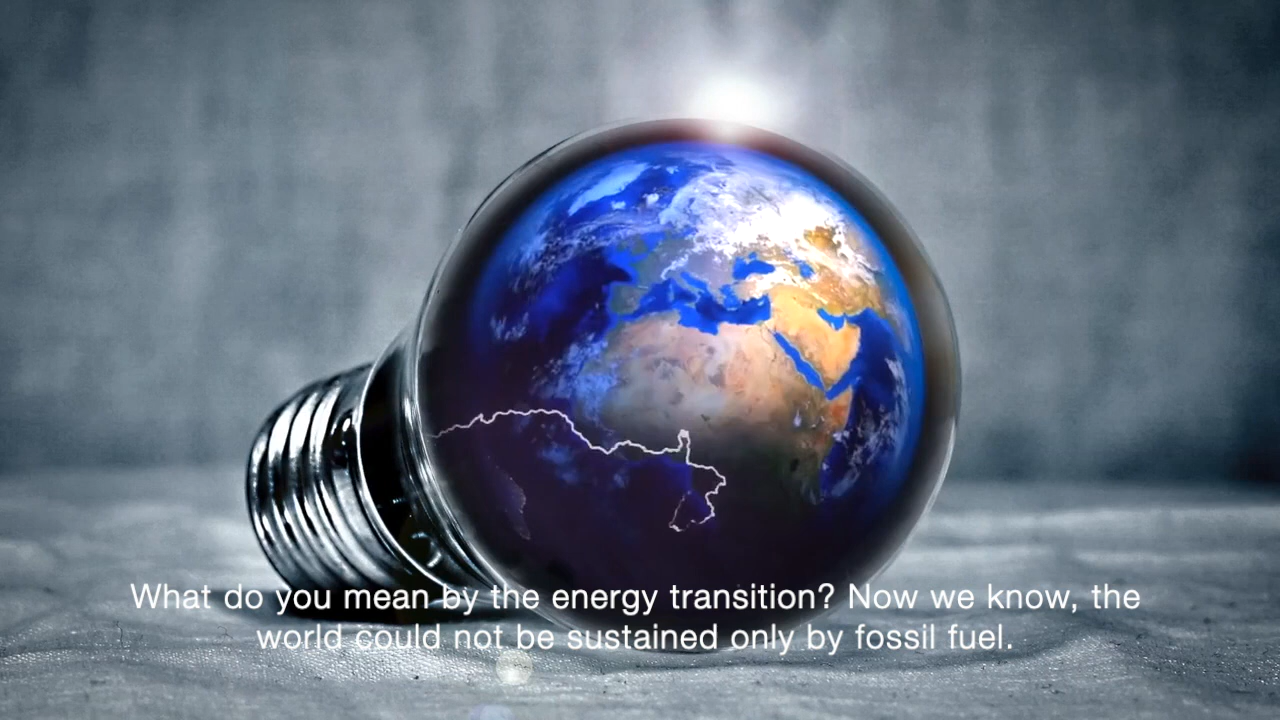 What do you mean by the energy transition? Now we know, the
world could not be sustained only by fossil fuel.